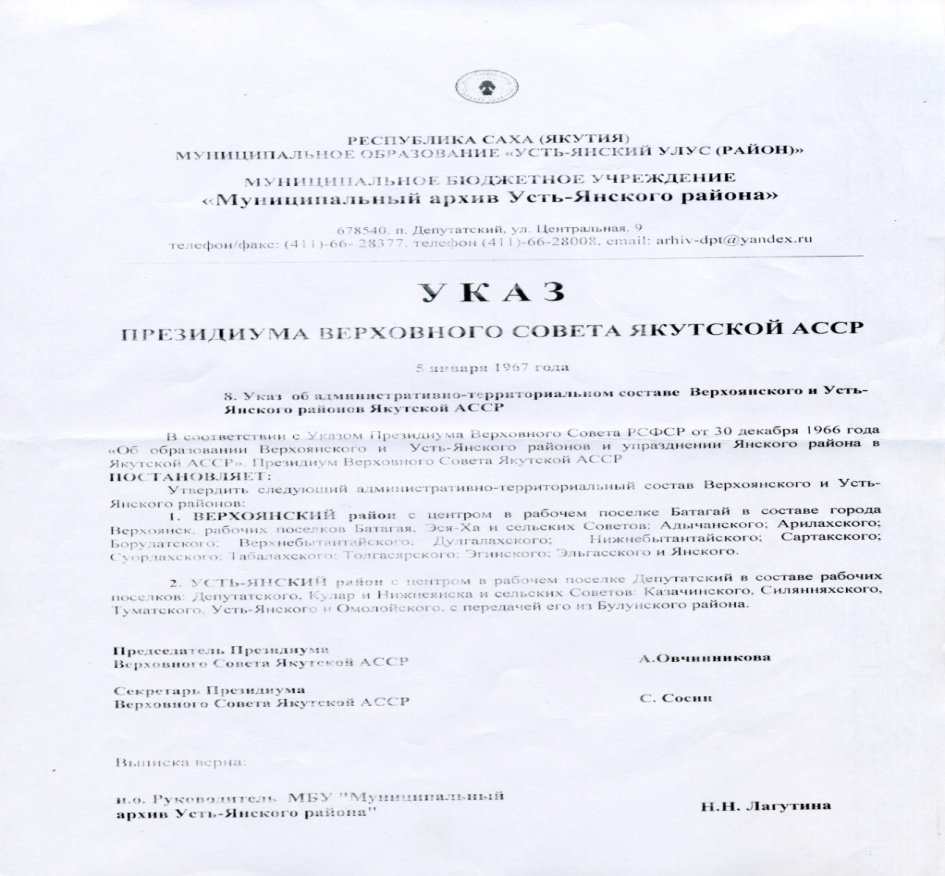 РЕСПУБЛИКА САХА (ЯКУТИЯ)
МУНИЦИПАЛЬНОЕ ОБРАЗОВАНИЕ «УСТЬ-ЯНСКИЙ УЛУС (РАЙОН)»
МУНИЦИПАЛЬНОЕ БЮДЖЕТНОЕ УЧРЕЖДЕНИЕ
«Муниципальный архив Усть-Янского района»
678540, п. Депутатский, ул. Центральная, 9
телефон/факс: (411)-66- 28377, телефон (411)-66-28008, email: arhiv-dpt@yandex.ru
У К А З
ПРЕЗИДИУМА ВЕРХОВНОГО СОВЕТА ЯКУТСКОЙ АССР
5 января 1967 года
8. Указ об административно-территориальном составе Верхоянского и Усть-
Янского районов Якутской АССР
В соответствии с Указом Президиума Верховного Совета РСФСР от 30 декабря 1966 года
«Об образовании Верхоянского и Усть-Янского районов и упразднении Янского района в
Якутской АССР», Президиум Верховного Совета Якутской АССР
ПОСТАНОВЛЯЕТ:
Утвердить следующий административно-территориальный состав Верхоянского и Усть-
Янского районов:
1. ВЕРХОЯНСКИЙ район с центром в рабочем поселке Батагай в составе города
Верхоянск, рабочих поселков Батагая, Эся-Ха и сельских Советов: Адычанского; Арилахского;
Борулатского; Верхнебытантайского; Дулгалахского; Нижнебытантайского; Сартакского;
Суордахского; Табалахского; Толгасярского; Эгинского; Эльгасского и Янского.
2. УСТЬ-ЯНСКИЙ район с центром в рабочем поселке Депутатский в составе рабочих
поселков: Депутатского, Кулар и Нижнеянска и сельских Советов: Казачинского, Силянняхского,
Туматского, Усть-Янского и Омолойского, с передачей его из Булунского района.
Председатель Президиума
Верховного Совета Якутской АССР
А.Овчинникова
Секретарь Президиума
Верховного Совета Якутской АССР
С. Сосин
Выписка верна:
и.о. Руководитель МБУ "Муниципальный
архив Усть-Янского района"
Н.Н. Лагутина